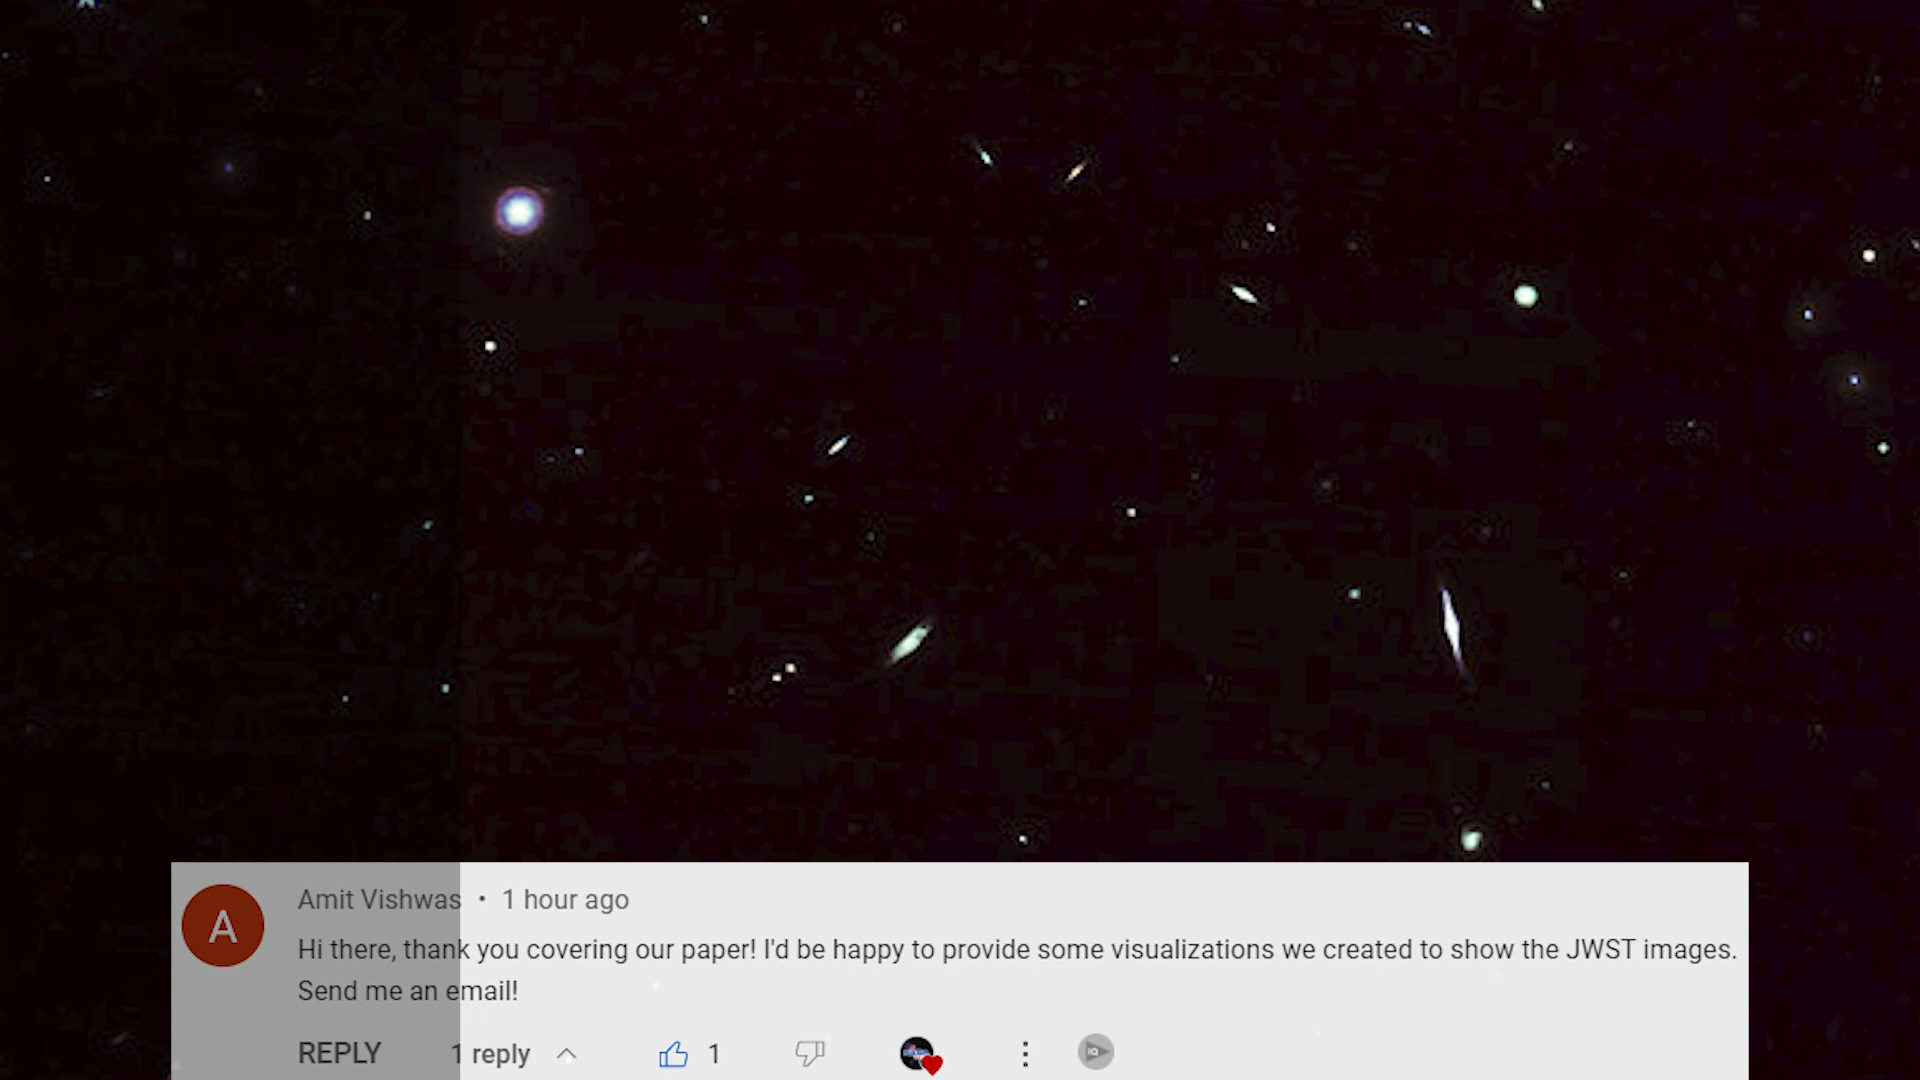 A
Amit Vishwas • 1 hour ago
Hi there, thank you covering our paper! I'd be happy to provide some visualizations we created to show the JWST images.
Send me an email!
REPLY 1 reply 1 IQ